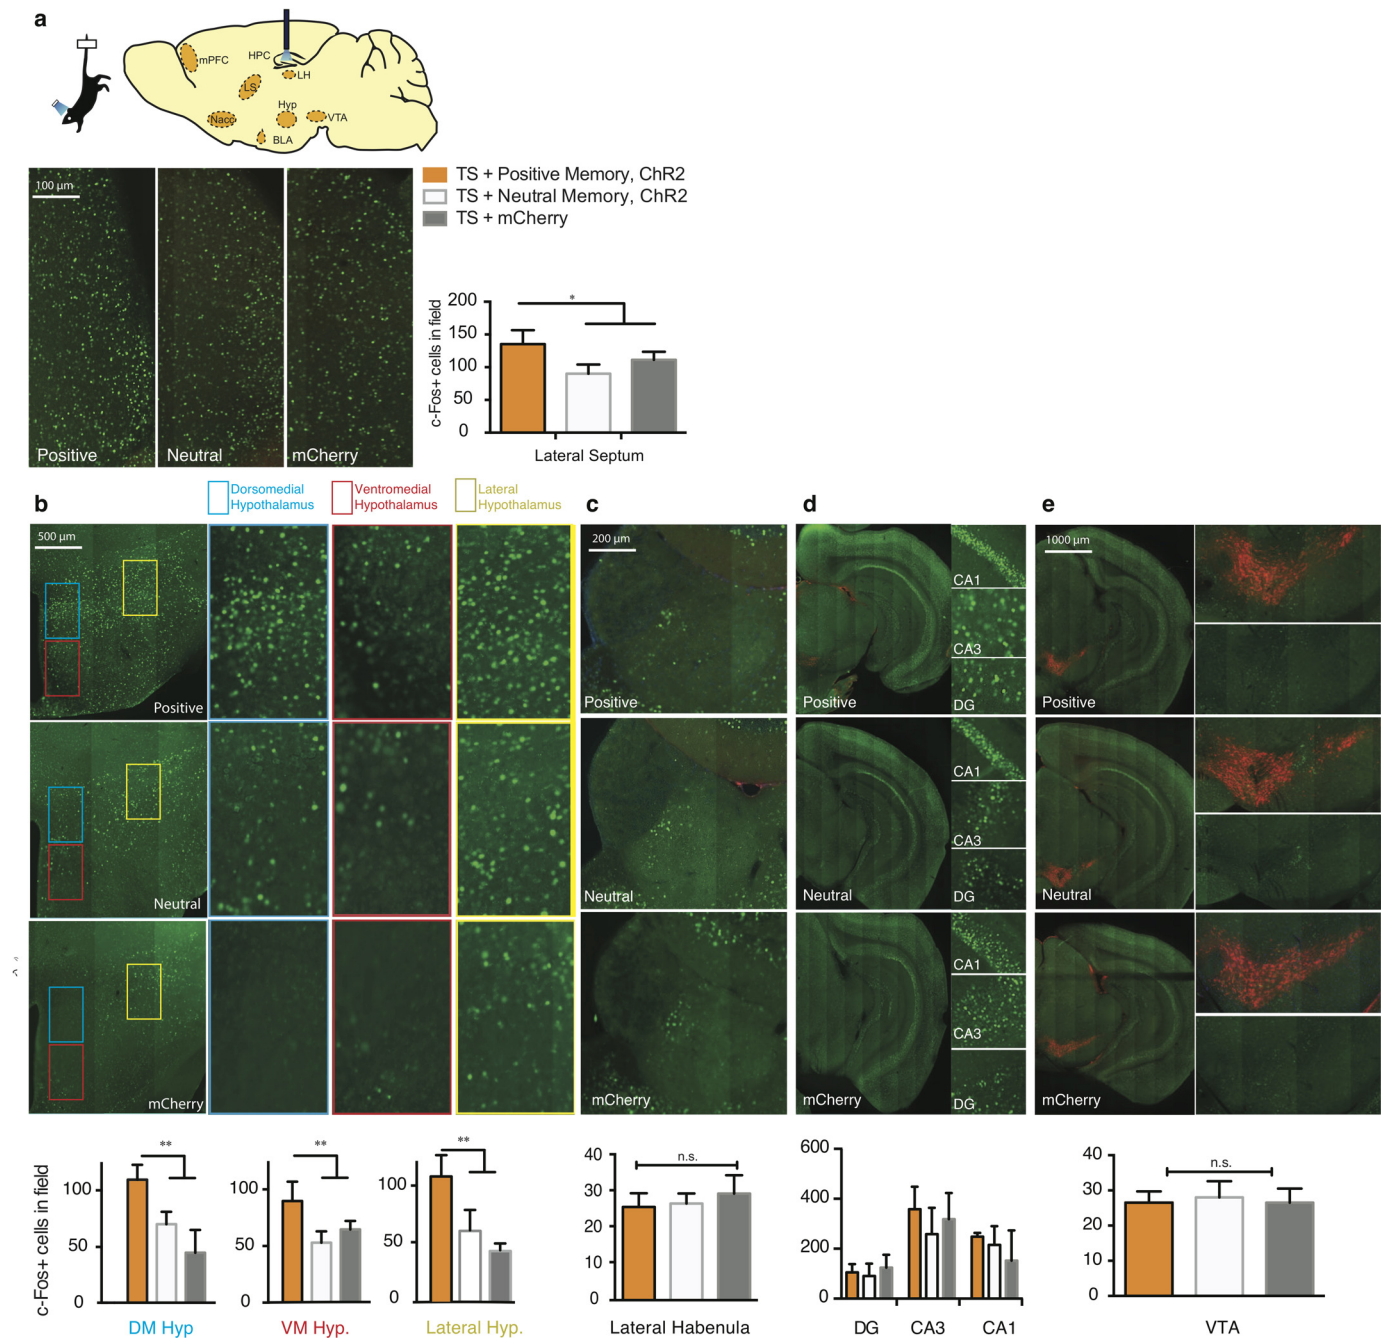 a
mPFC
HPC
LH
LS
Hyp
Nacc
VTA
BLA
100 µm
Positive
Neutral
mCherry
TS + Positive Memory, ChR2
TS + Neutral Memory, ChR2
TS + mCherry
c-Fos+ cells in field
200
150
100
50
0
*
Lateral Septum
b
Dorsomedial
Hypothalamus
Ventromedial
Hypothalamus
Lateral
Hypothalamus
500 µm
Positive
Neutral
mCherry
c-Fos+ cells in field
100
50
0
**
DM Hyp
100
50
0
**
VM Hyp.
100
50
0
**
Lateral Hyp.
c
200 µm
Positive
Neutral
mCherry
40
30
20
10
0
n.s.
Lateral Habenula
d
CA1
CA3
DG
Positive
CA1
CA3
DG
Neutral
CA1
CA3
DG
mCherry
600
400
200
0
DG
CA3
CA1
e
1000 µm
Positive
Neutral
mCherry
40
30
20
10
0
n.s.
VTA